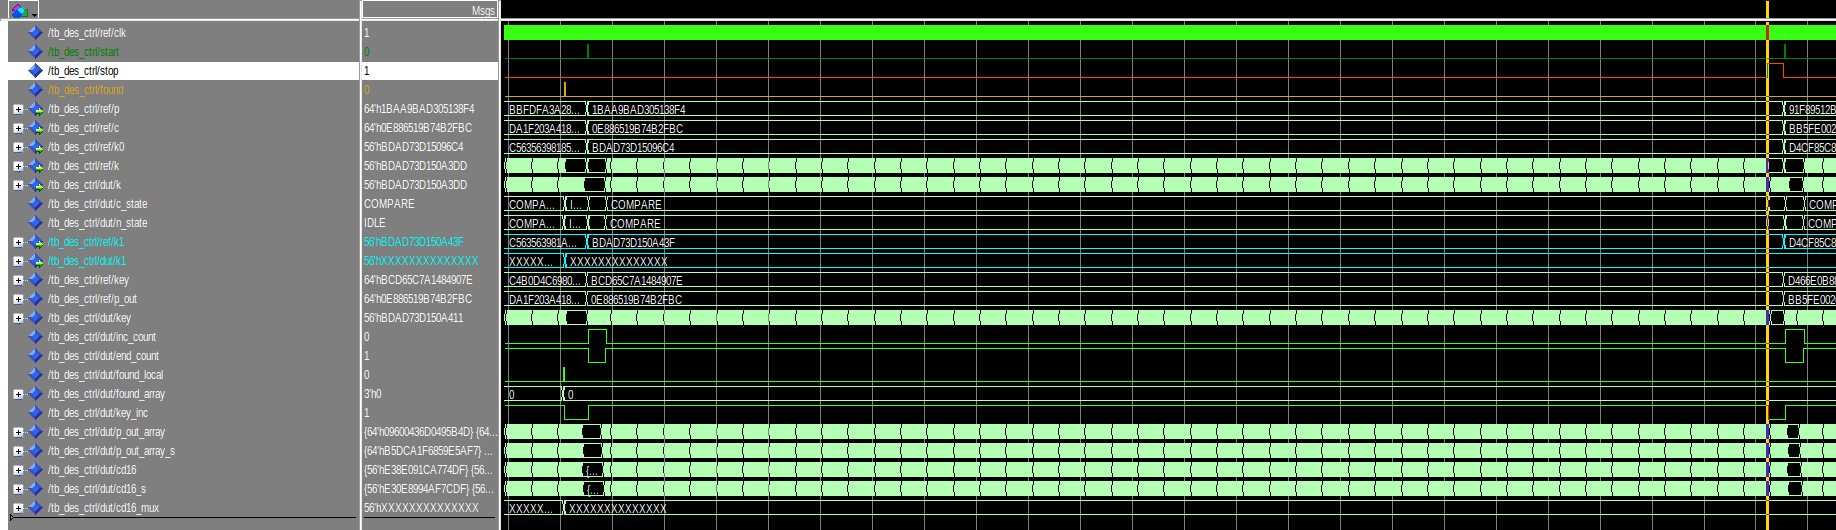 Msgs
/tb_des_ctrl/ref/clk 1
/tb_des_ctrl/start 0
/tb_des_ctrl/stop 1
/tb_des_ctrl/found 0
/tb_des_ctrl/ref/p 64'h1BAA9BAD305138F4 BBFDFA3A28... 1BAA9BAD305138F4 91F89512B
/tb_des_ctrl/ref/c 64'h0E886519B74B2FBC DA1F203A418... 0E886519B74B2FBC BB5FE002
/tb_des_ctrl/ref/k0 56'hBDAD73D15096C4 C56356398185... BDAD73D15096C4 D4CF85C8
/tb_des_ctrl/ref/k 56'hBDAD73D150A3DD
/tb_des_ctrl/dut/k 56'hBDAD73D150A3DD
/tb_des_ctrl/dut/c_state COMPARE COMPA... I... COMPARE COMP
/tb_des_ctrl/dut/n_state IDLE COMPA... I... COMPARE COMP
/tb_des_ctrl/ref/k1 56'hBDAD73D150A43F C563563981A... BDAD73D150A43F D4CF85C8
/tb_des_ctrl/dut/k1 56'hXXXXXXXXXXXXXX XXXXX... XXXXXXXXXXXXXX
/tb_des_ctrl/ref/key 64'hBCD65C7A1484907E C4B0D4C6980... BCD65C7A1484907E D466E0B8
/tb_des_ctrl/ref/p_out 64'h0E886519B74B2FBC DA1F203A418... 0E886519B74B2FBC BB5FE002
/tb_des_ctrl/dut/key 56'hBDAD73D150A411
/tb_des_ctrl/dut/inc_count 0
/tb_des_ctrl/dut/end_count 1
/tb_des_ctrl/dut/found_local 0
/tb_des_ctrl/dut/found_array 3'h0 0 0
/tb_des_ctrl/dut/key_inc 1
/tb_des_ctrl/dut/p_out_array {64'h09600436D0495B4D} {64...
/tb_des_ctrl/dut/p_out_array_s {64'hB5DCA1F6859E5AF7} ...
/tb_des_ctrl/dut/cd16 {56'hE38E091CA774DF} {56... {...
/tb_des_ctrl/dut/cd16_s {56'hE30E8994AF7CDF} {56... {...
/tb_des_ctrl/dut/cd16_mux 56'hXXXXXXXXXXXXXX XXXXX... XXXXXXXXXXXXXX